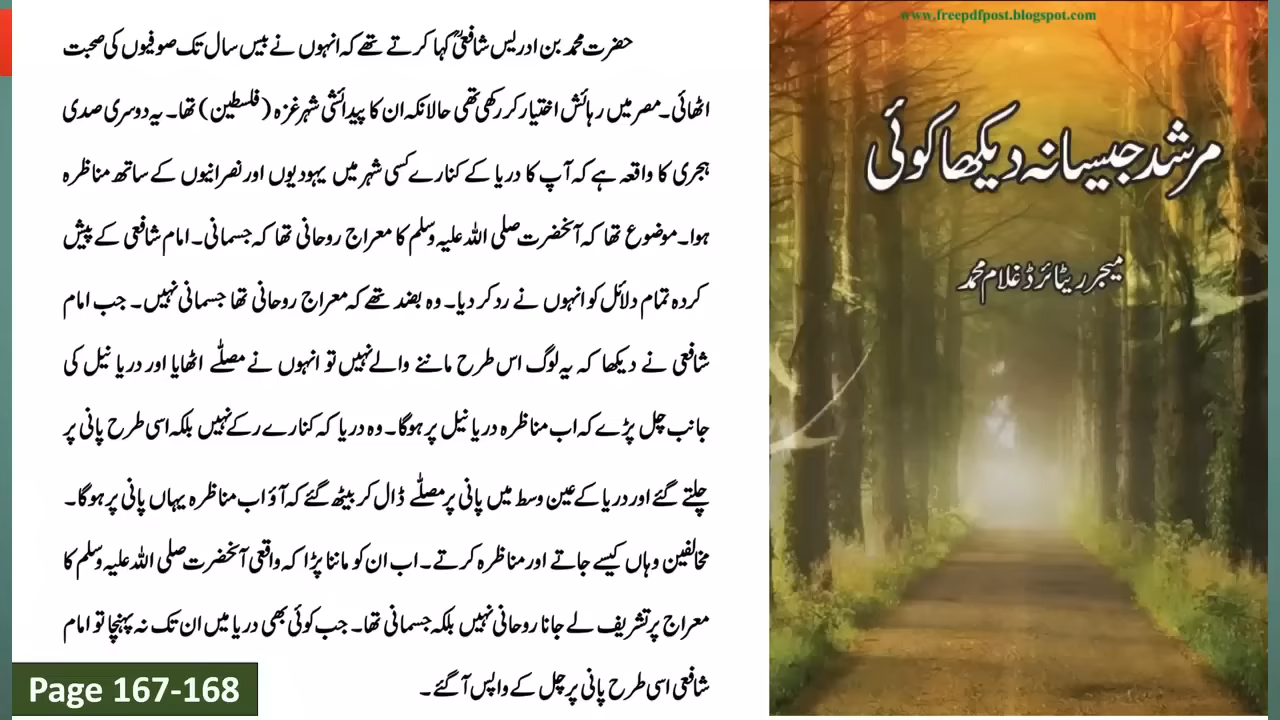 حضرت محمد بن ادریس شافعیؒ کہا کرتے تھے کہ انہوں نے بیس سال تک صوفیوں کی صحبت
اٹھائی۔ مصر میں رہائش اختیار کر رکھی تھی حالانکہ ان کا پیدائشی شہر غزہ (فلسطین) تھا۔ یہ دوسری صدی
ہجری کا واقعہ ہے کہ آپ کا دریا کے کنارے کسی شہر میں یہودیوں اور نصرانیوں کے ساتھ مناظرہ
ہوا۔ موضوع تھا کہ آنحضرت صلی اللہ علیہ وسلم کا معراج روحانی تھا کہ جسمانی۔ امام شافعی کے پیش
کردہ تمام دلائل کو انہوں نے رد کر دیا۔ وہ بضد تھے کہ معراج روحانی تھا جسمانی نہیں۔ جب امام
شافعی نے دیکھا کہ یہ لوگ اس طرح ماننے والے نہیں تو انہوں نے مصلّے اٹھایا اور دریا نیل کی
جانب چل پڑے کہ اب مناظرہ دریا نیل پر ہوگا۔ وہ دریا کہ کنارے رکے نہیں بلکہ اسی طرح پانی پر
چلتے گئے اور دریا کے عین وسط میں پانی پر مصلّے ڈال کر بیٹھ گئے کہ آؤ اب مناظرہ یہاں پانی پر ہوگا۔
مخالفین وہاں کیسے جاتے اور مناظرہ کرتے۔ اب ان کو ماننا پڑا کہ واقعی آنحضرت صلی اللہ علیہ وسلم کا
معراج پر تشریف لے جانا روحانی نہیں بلکہ جسمانی تھا۔ جب کوئی بھی دریا میں ان تک نہ پہنچا تو امام
شافعی اسی طرح پانی پر چل کے واپس آ گئے۔
Page 167-168
www.freepdfpost.blogspot.com
مرشد جیسا نہ دیکھا کوئی
میجر ریٹائرڈ غلام محمد